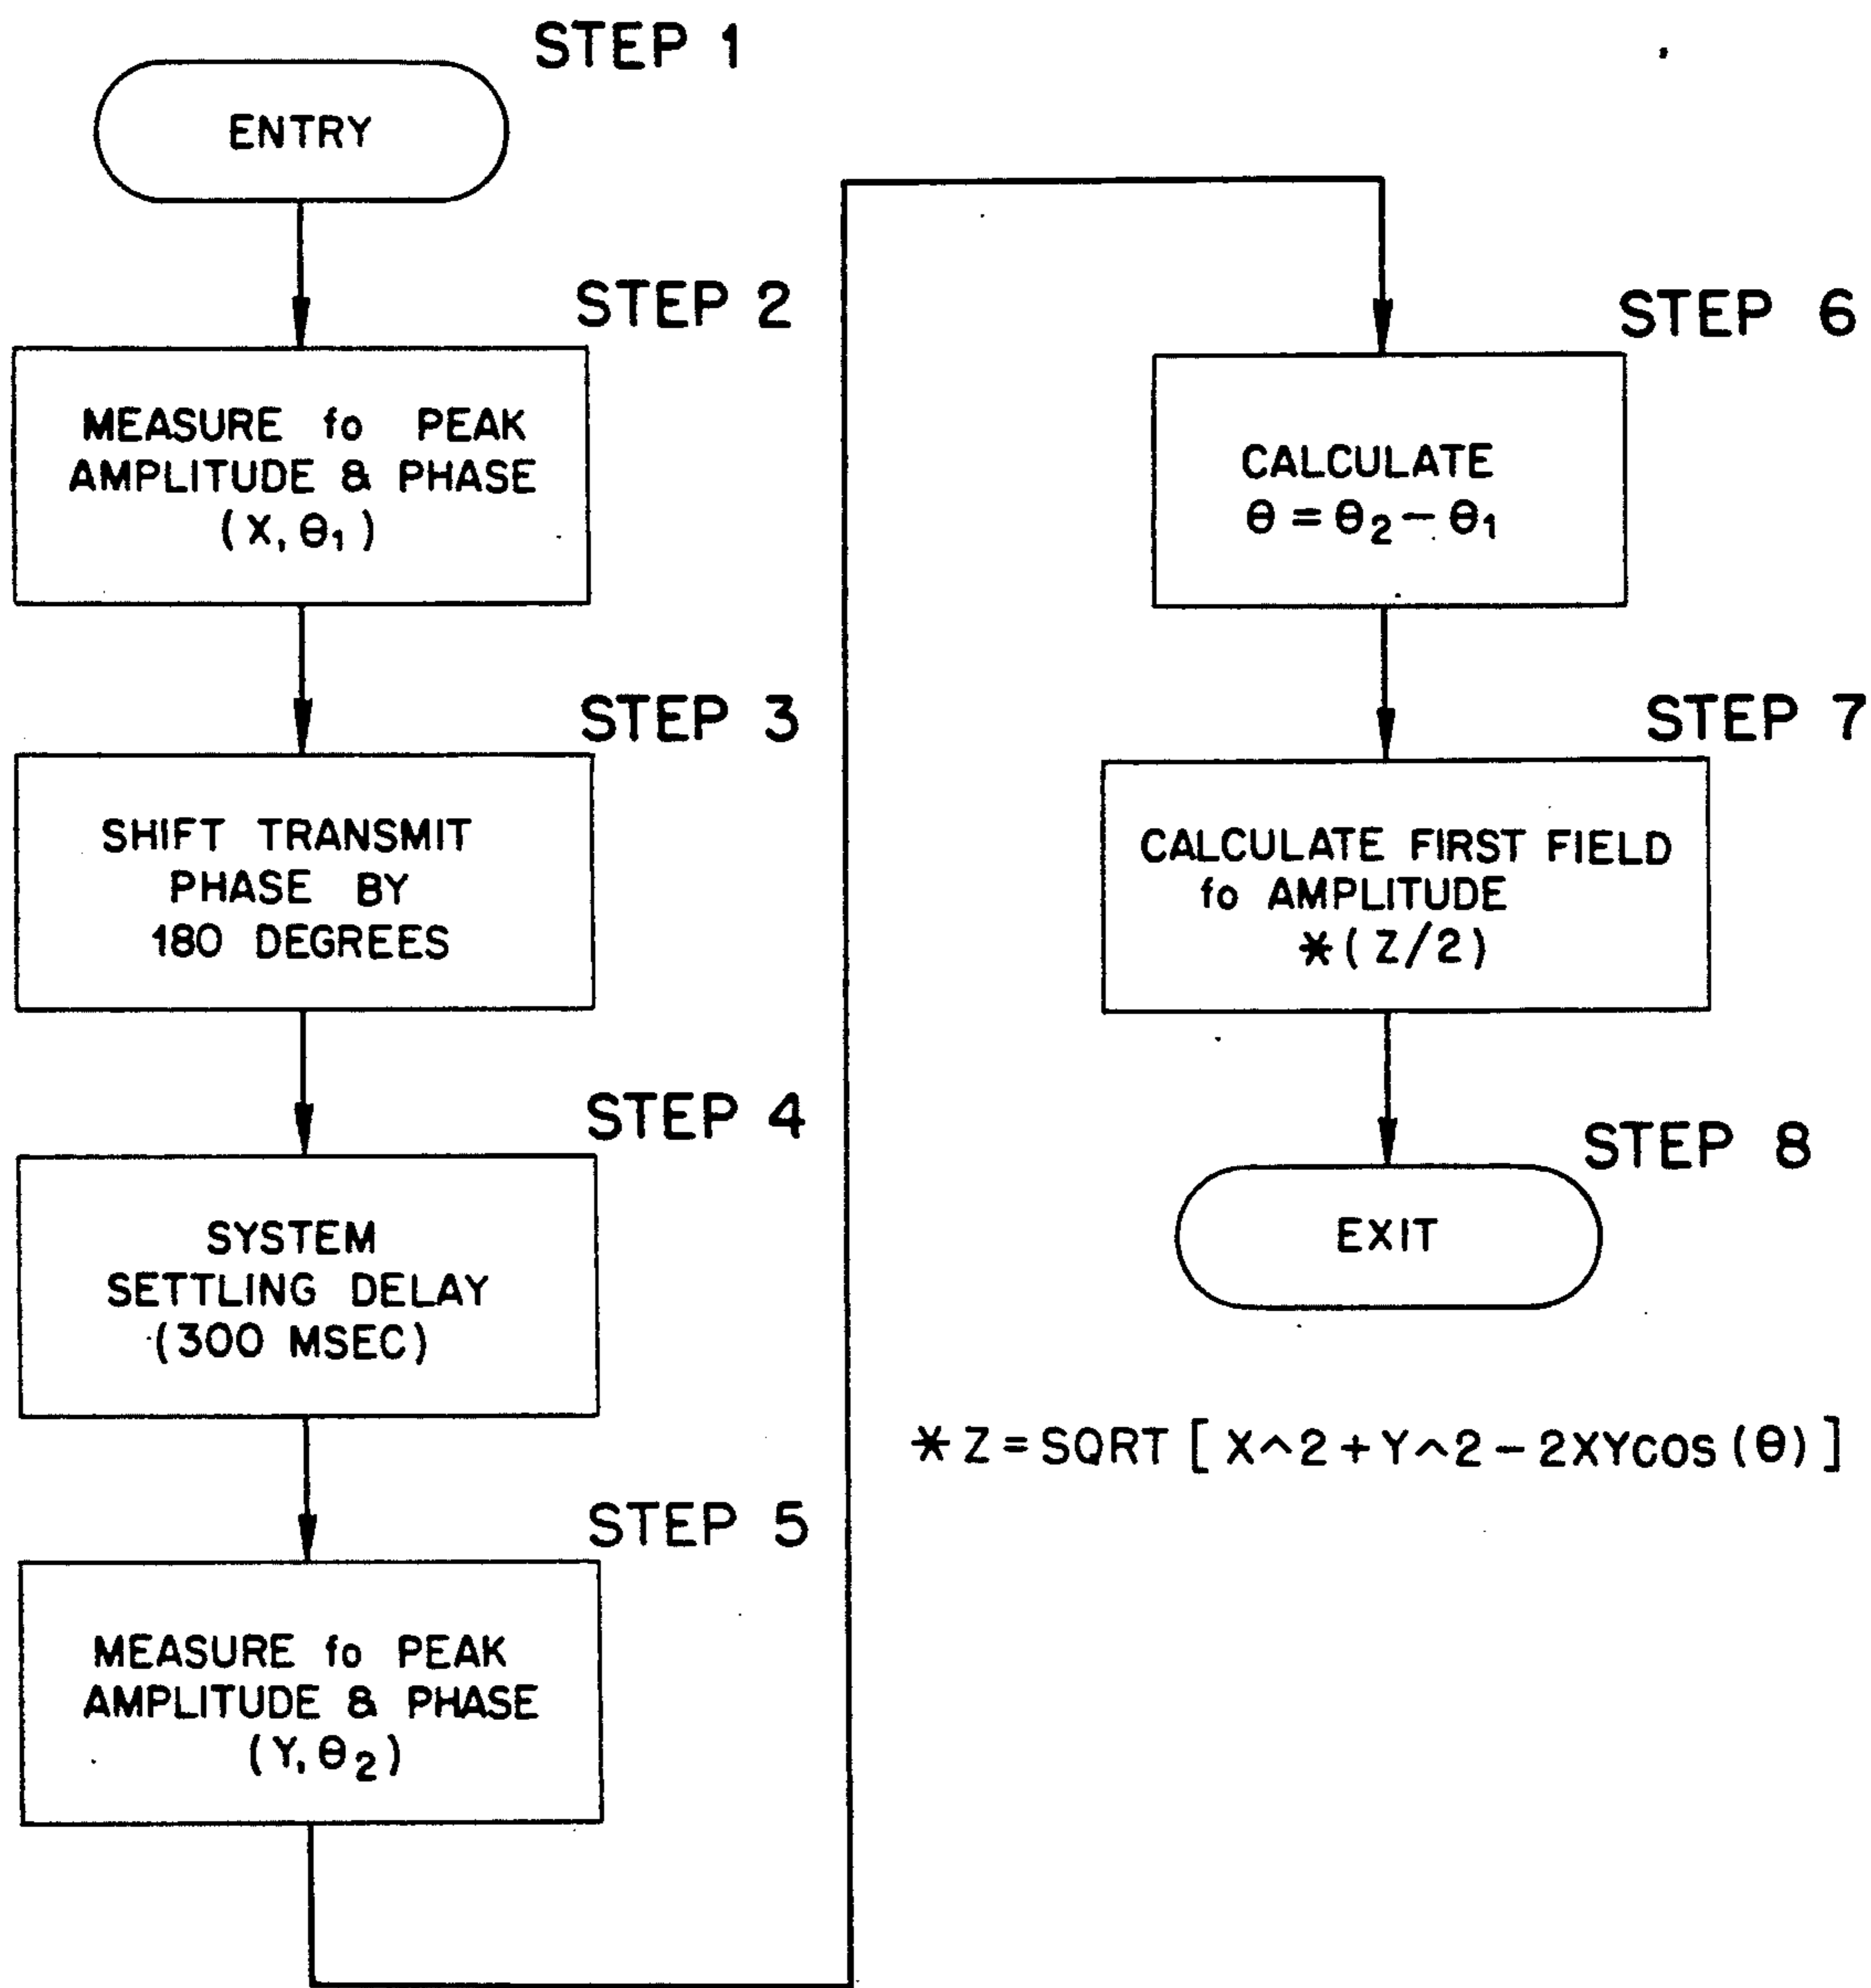 STEP 1
ENTRY
STEP 2
MEASURE fo PEAK
AMPLITUDE & PHASE
(X, θ₁)
STEP 3
SHIFT TRANSMIT
PHASE BY
180 DEGREES
STEP 4
SYSTEM
SETTLING DELAY
(300 MSEC)
STEP 5
MEASURE fo PEAK
AMPLITUDE & PHASE
(Y, θ₂)
STEP 6
CALCULATE
θ = θ₂ − θ₁
STEP 7
CALCULATE FIRST FIELD
fo AMPLITUDE
*(Z/2)
STEP 8
EXIT
* Z = SQRT [ X^2 + Y^2 − 2XYCOS (θ) ]